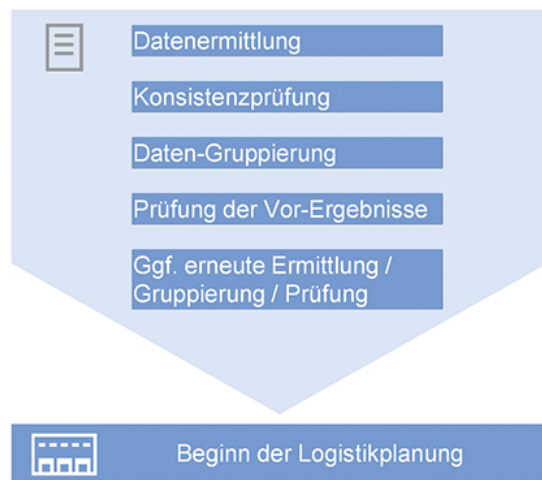 Datenermittlung
Konsistenzprüfung
Daten-Gruppierung
Prüfung der Vor-Ergebnisse
Ggf. erneute Ermittlung /
Gruppierung / Prüfung
Beginn der Logistikplanung